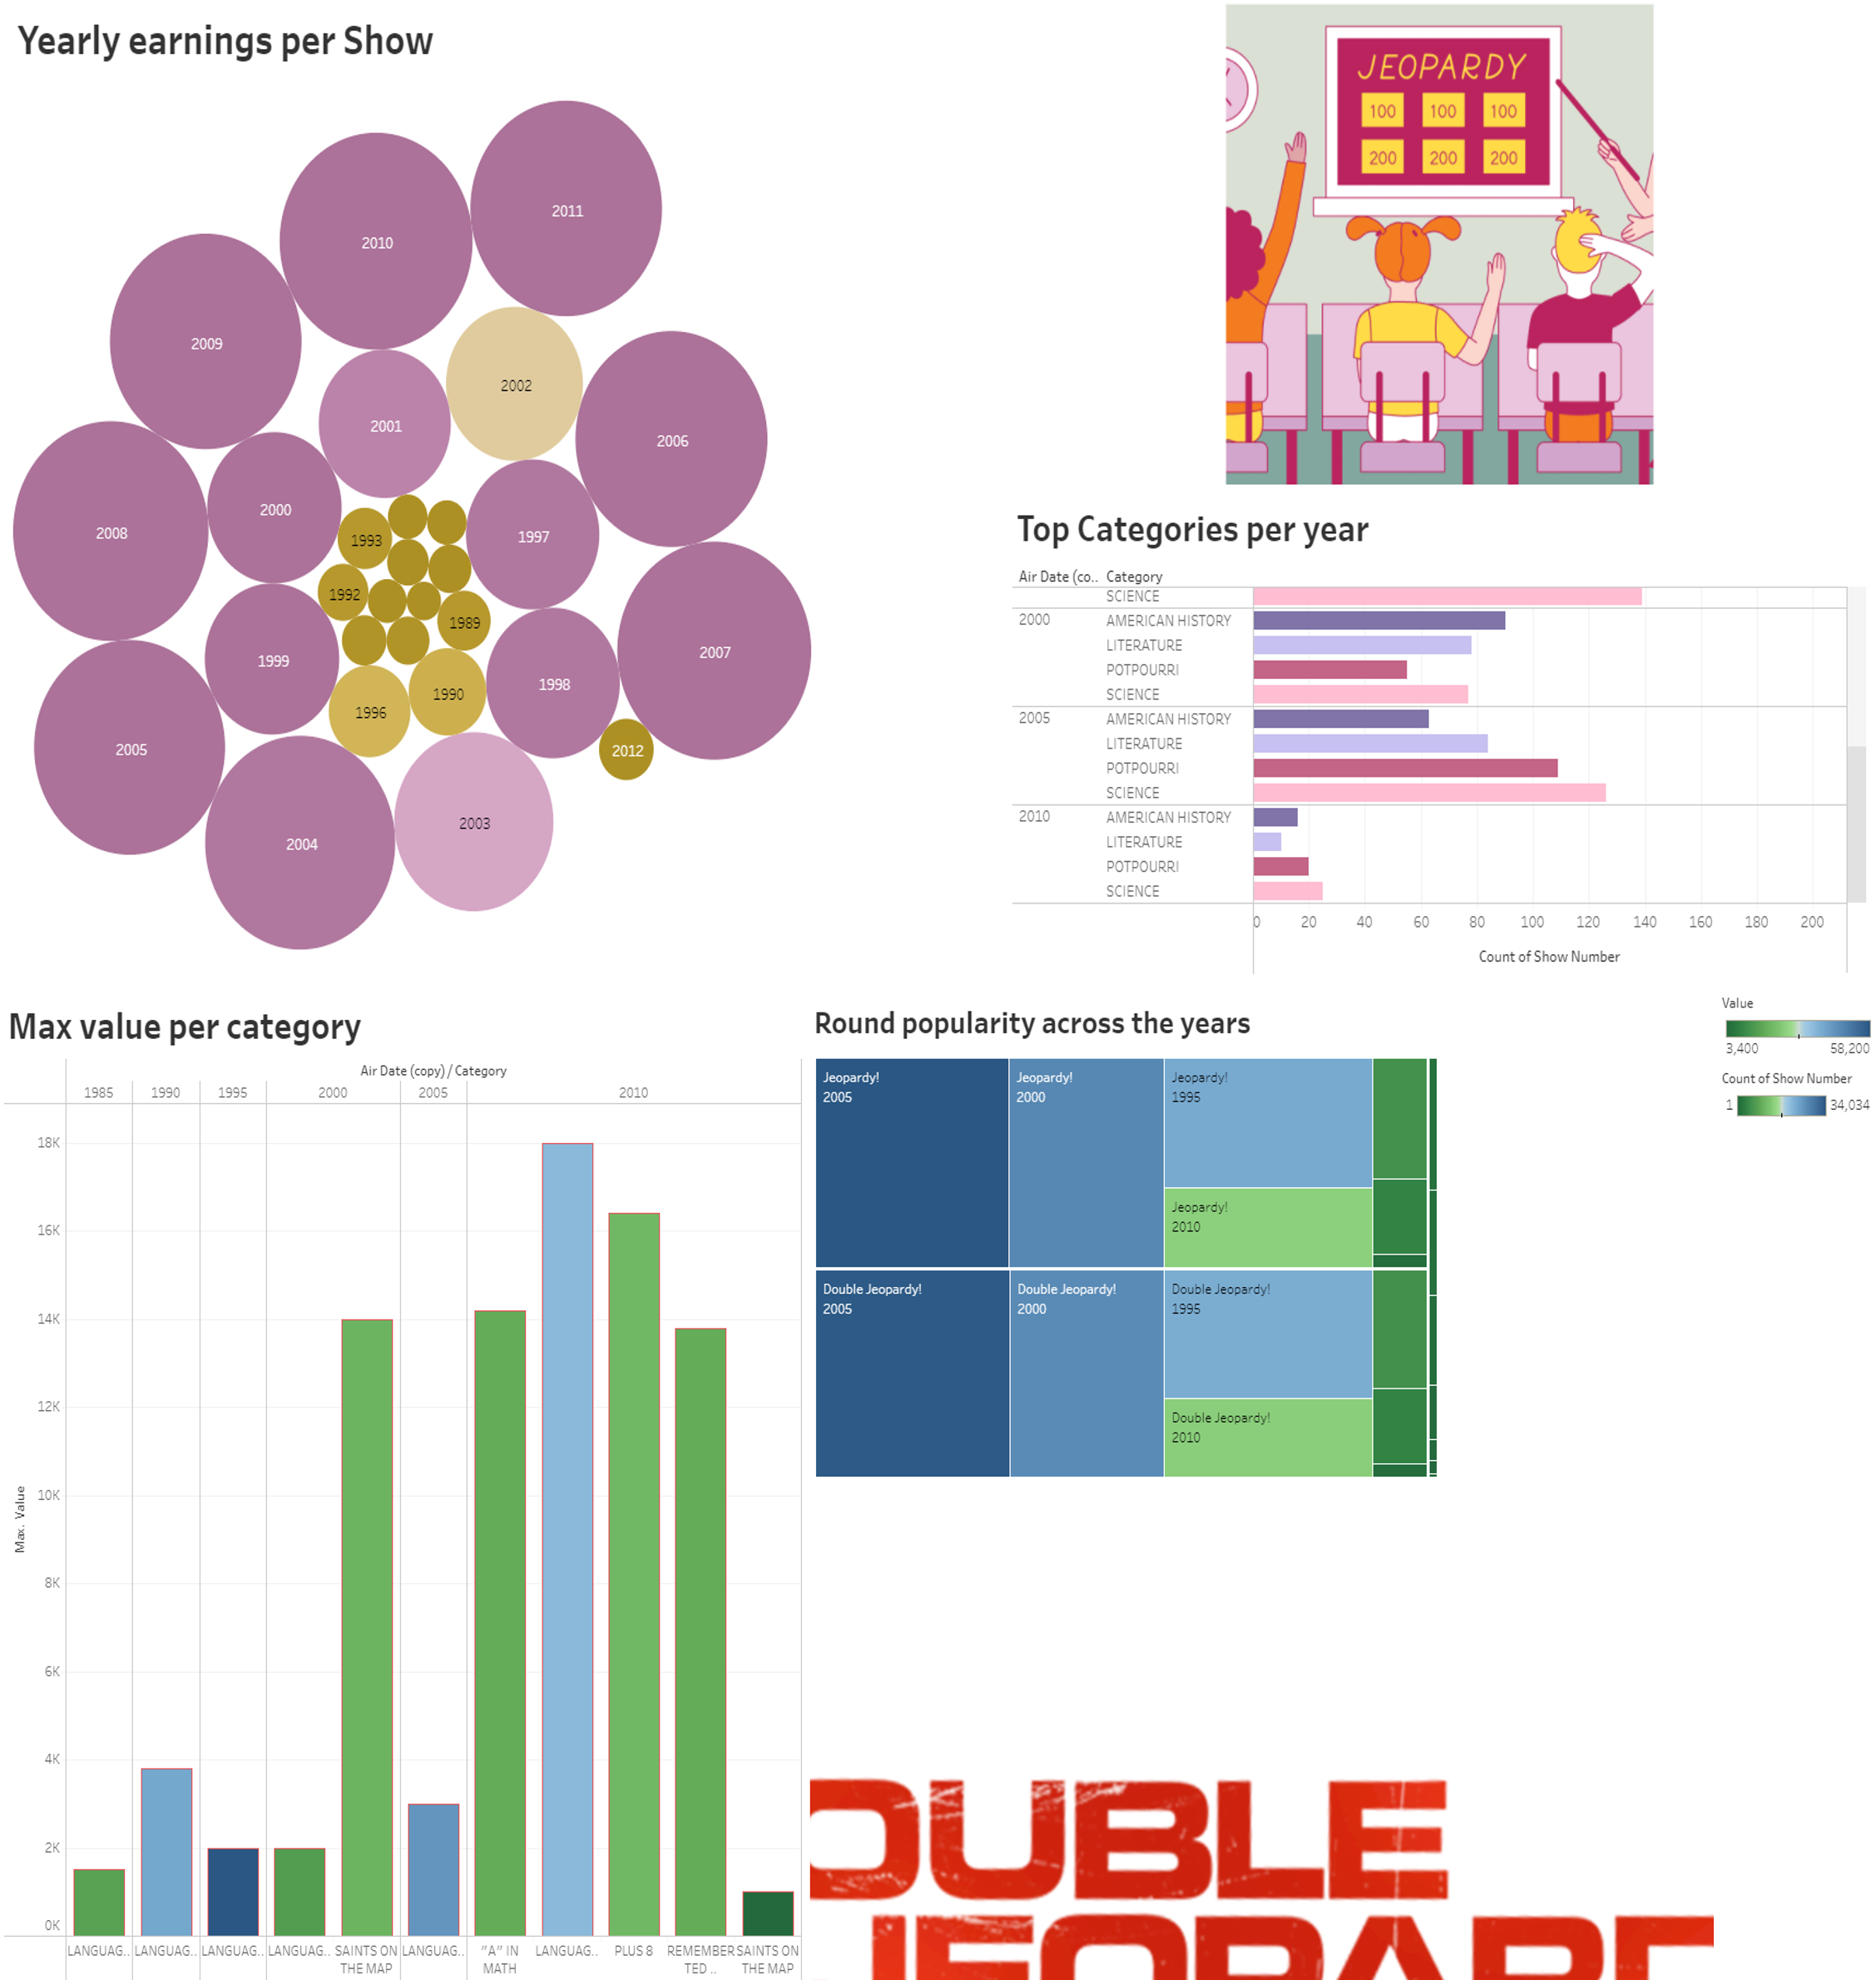 Yearly earnings per Show
2011
2010
2009
2002
2001
2006
2000
2008
1993
1997
1992
1989
2007
1999
1998
1990
1996
2005
2012
2003
2004
JEOPARDY
100 100 100
200 200 200
Top Categories per year
Air Date (co.. Category
SCIENCE
2000 AMERICAN HISTORY
LITERATURE
POTPOURRI
SCIENCE
2005 AMERICAN HISTORY
LITERATURE
POTPOURRI
SCIENCE
2010 AMERICAN HISTORY
LITERATURE
POTPOURRI
SCIENCE
0 20 40 60 80 100 120 140 160 180 200
Count of Show Number
Max value per category
Air Date (copy) / Category
1985 1990 1995 2000 2005 2010
18K
16K
14K
12K
10K
8K
6K
4K
2K
0K
Max. Value
LANGUAG.. LANGUAG.. LANGUAG.. LANGUAG.. SAINTS ON LANGUAG.. "A" IN LANGUAG.. PLUS 8 REMEMBER SAINTS ON
THE MAP MATH TED .. THE MAP
Round popularity across the years
Jeopardy! Jeopardy! Jeopardy!
2005 2000 1995
Jeopardy!
2010
Double Jeopardy! Double Jeopardy! Double Jeopardy!
2005 2000 1995
Double Jeopardy!
2010
Value
3,400 58,200
Count of Show Number
1 34,034
OUBLE
JEOPARD